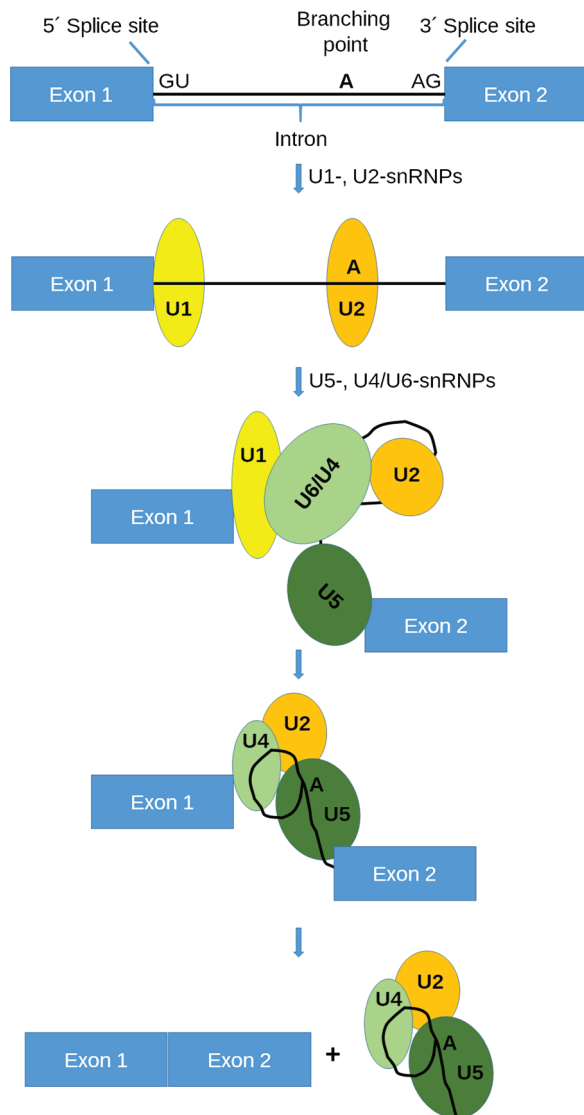 5´ Splice site
Branching point
3´ Splice site
Exon 1
GU
A
AG
Exon 2
Intron
U1-, U2-snRNPs
Exon 1
U1
A
U2
Exon 2
U5-, U4/U6-snRNPs
U1
U6/U4
U2
Exon 1
U5
Exon 2
U2
U4
A
Exon 1
U5
Exon 2
U2
U4
A
Exon 1
Exon 2
+
U5